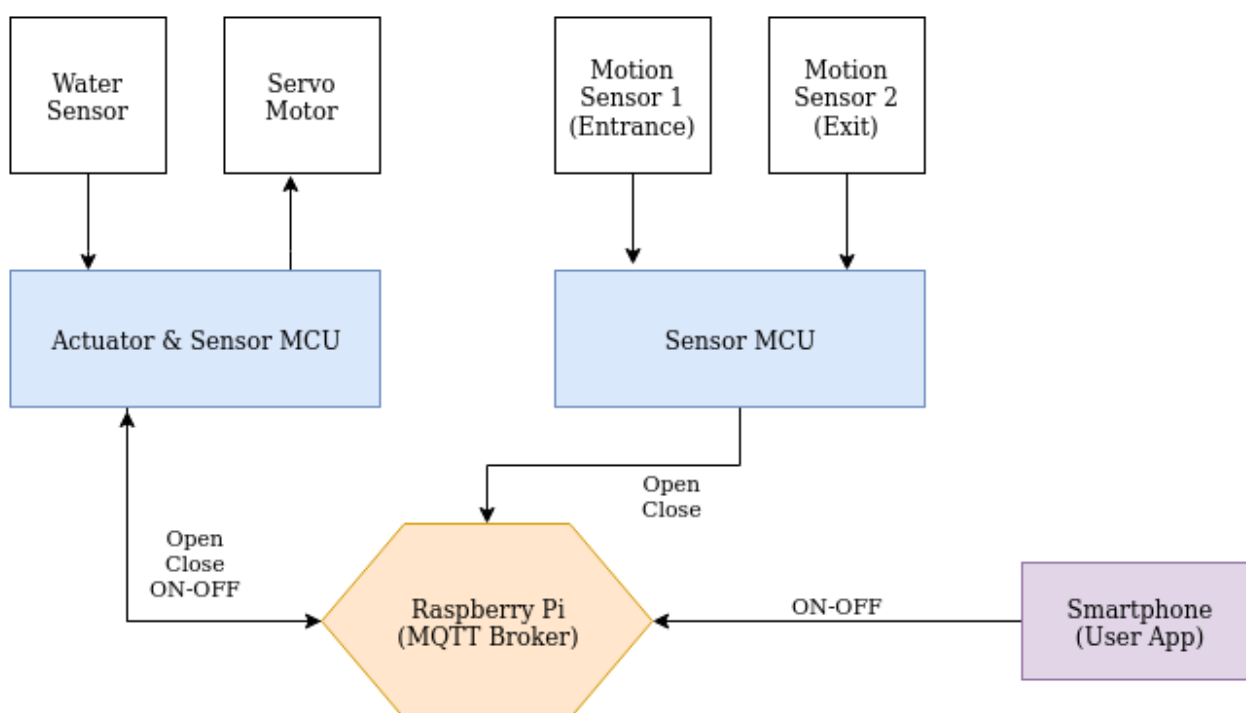 Water
Sensor
Servo
Motor
Motion
Sensor 1
(Entrance)
Motion
Sensor 2
(Exit)
Actuator & Sensor MCU
Sensor MCU
Open
Close
Open
Close
ON-OFF
Raspberry Pi
(MQTT Broker)
ON-OFF
Smartphone
(User App)